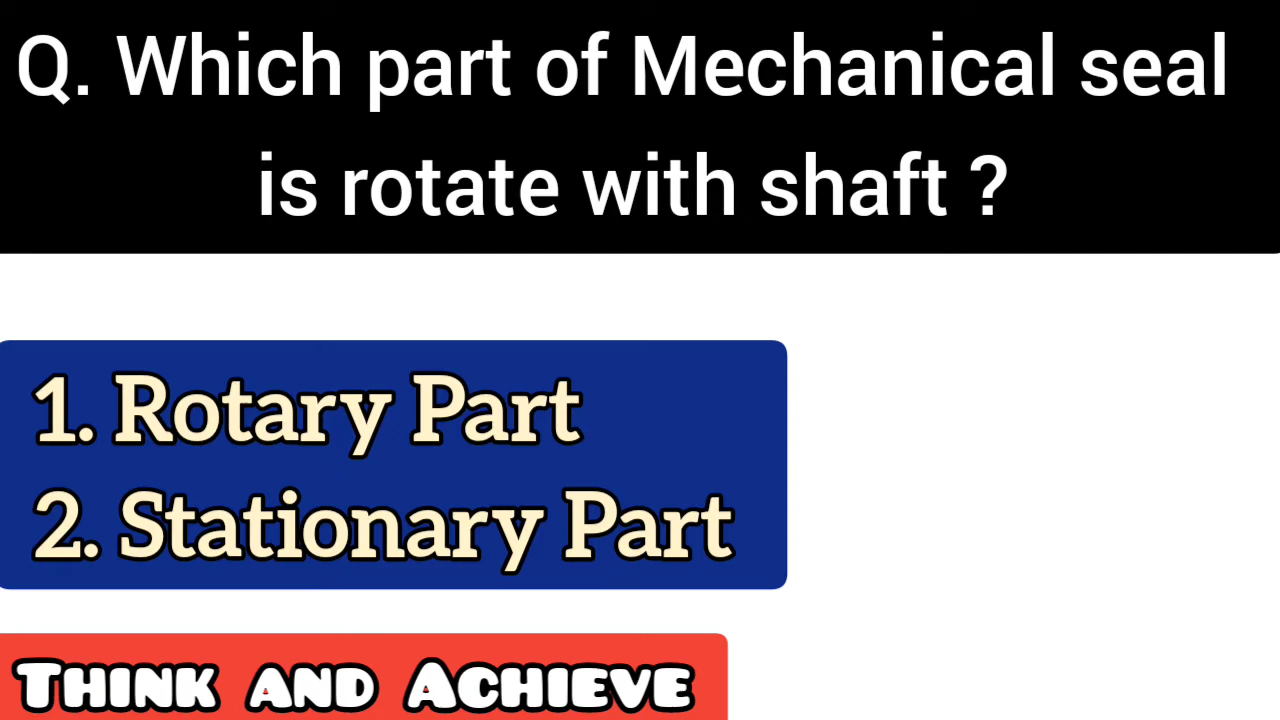 Q. Which part of Mechanical seal
is rotate with shaft ?
1. Rotary Part
2. Stationary Part
THINK AND ACHIEVE